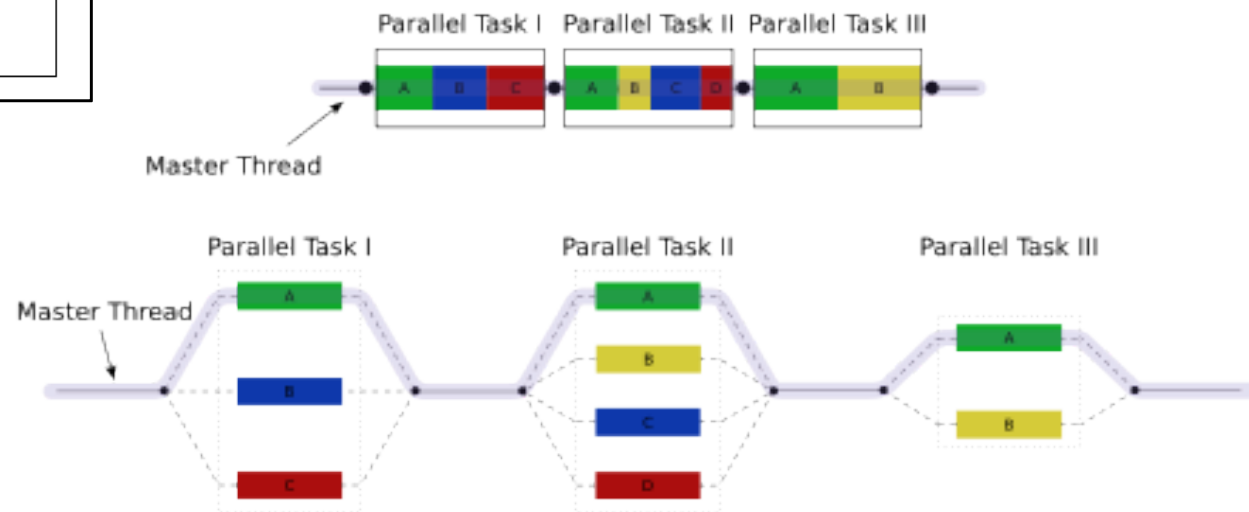 Parallel Task I Parallel Task II Parallel Task III
A B C A B C D A B
Master Thread
Parallel Task I Parallel Task II Parallel Task III
Master Thread
A A A
B B
B C B
C D